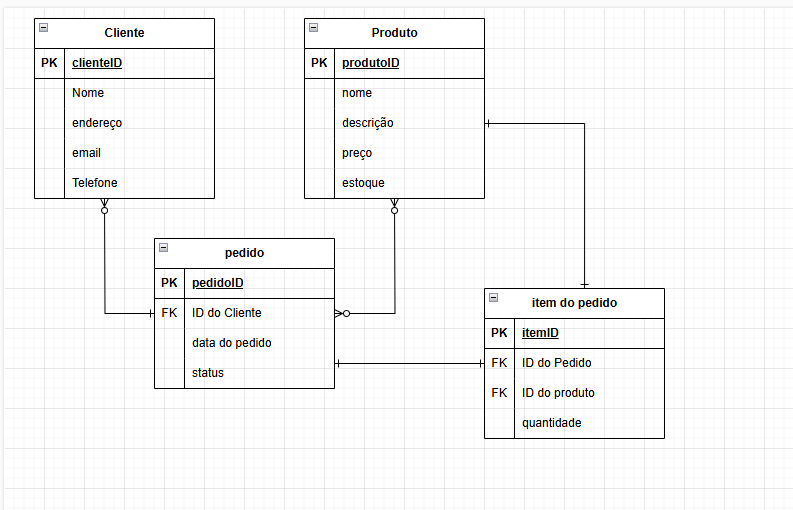 Cliente
PK clienteID
Nome
endereço
email
Telefone
Produto
PK produtoID
nome
descrição
preço
estoque
pedido
PK pedidoID
FK ID do Cliente
data do pedido
status
item do pedido
PK itemID
FK ID do Pedido
FK ID do produto
quantidade